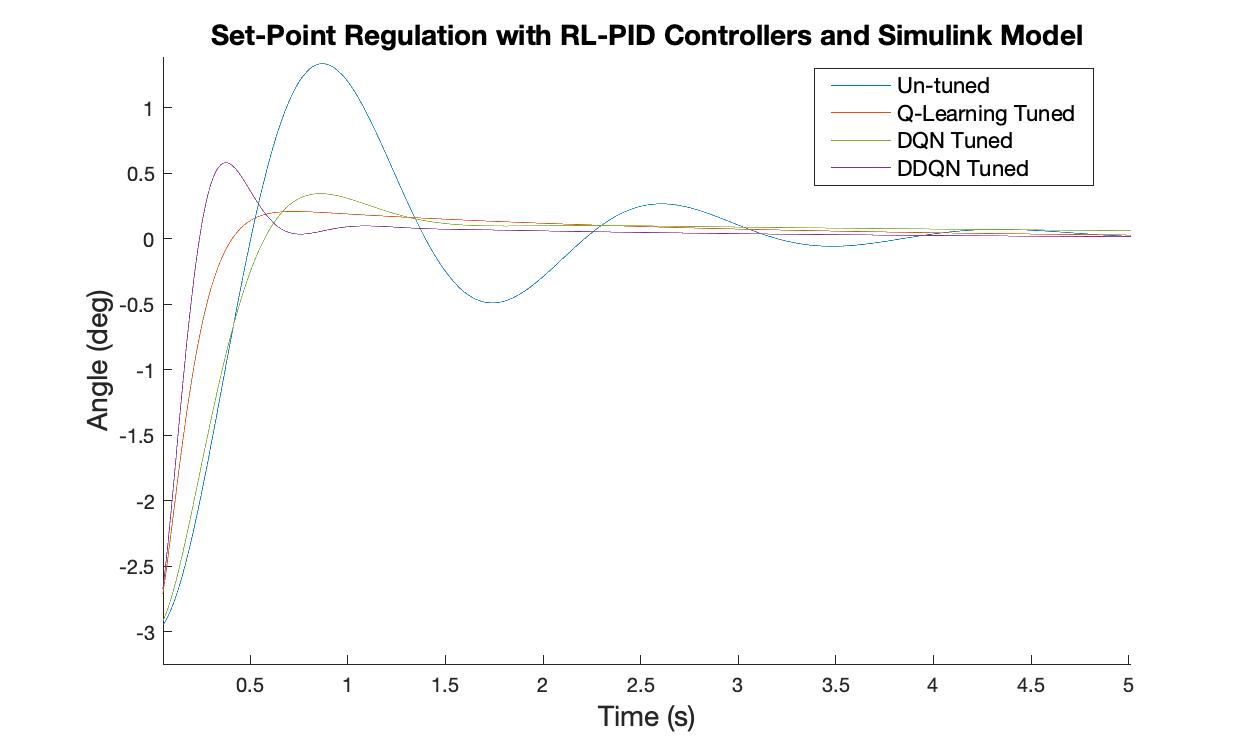 Set-Point Regulation with RL-PID Controllers and Simulink Model
Un-tuned
Q-Learning Tuned
DQN Tuned
DDQN Tuned
Angle (deg)
1
0.5
0
-0.5
-1
-1.5
-2
-2.5
-3
0.5 1 1.5 2 2.5 3 3.5 4 4.5 5
Time (s)